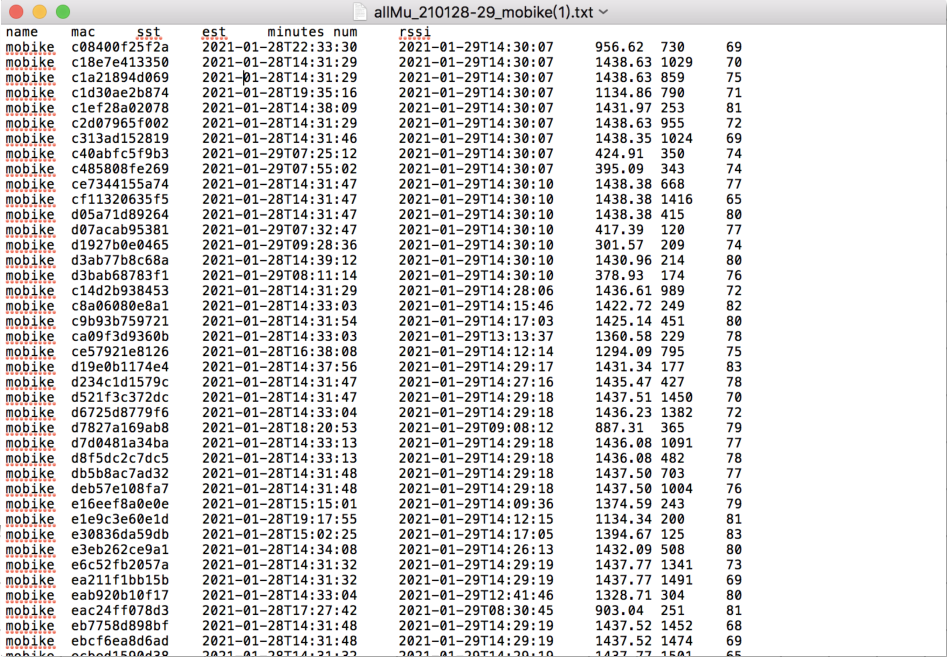 allMu_210128-29_mobike(1).txt
name mac sst est minutes num rssi
mobike c08400f25f2a 2021-01-28T22:33:30 2021-01-29T14:30:07 956.62 730 69
mobike c18e7e413350 2021-01-28T14:31:29 2021-01-29T14:30:07 1438.63 1029 70
mobike c1a21894d069 2021-01-28T14:31:29 2021-01-29T14:30:07 1438.63 859 75
mobike c1d30ae2b874 2021-01-28T19:35:16 2021-01-29T14:30:07 1134.86 790 71
mobike c1ef28a02078 2021-01-28T14:38:09 2021-01-29T14:30:07 1431.97 253 81
mobike c2d07965f002 2021-01-28T14:31:29 2021-01-29T14:30:07 1438.63 955 72
mobike c313ad152819 2021-01-28T14:31:46 2021-01-29T14:30:07 1438.35 1024 69
mobike c40abfc5f9b3 2021-01-29T07:25:12 2021-01-29T14:30:07 424.91 350 74
mobike c485808fe269 2021-01-29T07:55:02 2021-01-29T14:30:07 395.09 343 74
mobike ce7344155a74 2021-01-28T14:31:47 2021-01-29T14:30:10 1438.38 668 77
mobike cf11320635f5 2021-01-28T14:31:47 2021-01-29T14:30:10 1438.38 1416 65
mobike d05a71d89264 2021-01-28T14:31:47 2021-01-29T14:30:10 1438.38 415 80
mobike d07acab95381 2021-01-29T07:32:47 2021-01-29T14:30:10 417.39 120 77
mobike d1927b0e0465 2021-01-29T09:28:36 2021-01-29T14:30:10 301.57 209 74
mobike d3ab77b8c68a 2021-01-28T14:39:12 2021-01-29T14:30:10 1430.96 214 80
mobike d3bab68783f1 2021-01-29T08:11:14 2021-01-29T14:30:10 378.93 174 76
mobike c14d2b938453 2021-01-28T14:31:29 2021-01-29T14:28:06 1436.61 989 72
mobike c8a06080e8a1 2021-01-28T14:33:03 2021-01-29T14:15:46 1422.72 249 82
mobike c9b93b759721 2021-01-28T14:31:54 2021-01-29T14:17:03 1425.14 451 80
mobike ca09f3d9360b 2021-01-28T14:33:03 2021-01-29T13:13:37 1360.58 229 78
mobike ce57921e8126 2021-01-28T16:38:08 2021-01-29T14:12:14 1294.09 795 75
mobike d19e0b1174e4 2021-01-28T14:37:56 2021-01-29T14:29:17 1431.34 177 83
mobike d234c1d1579c 2021-01-28T14:31:47 2021-01-29T14:27:16 1435.47 427 78
mobike d521f3c372dc 2021-01-28T14:31:47 2021-01-29T14:29:18 1437.51 1450 70
mobike d6725d8779f6 2021-01-28T14:33:04 2021-01-29T14:29:18 1436.23 1382 72
mobike d7827a169ab8 2021-01-28T18:20:53 2021-01-29T09:08:12 887.31 365 79
mobike d7d0481a34ba 2021-01-28T14:33:13 2021-01-29T14:29:18 1436.08 1091 77
mobike d8f5dc2c7dc5 2021-01-28T14:33:13 2021-01-29T14:29:18 1436.08 482 78
mobike db5b8ac7ad32 2021-01-28T14:31:48 2021-01-29T14:29:18 1437.50 703 77
mobike deb57e108fa7 2021-01-28T14:31:48 2021-01-29T14:29:18 1437.50 1004 76
mobike e16eef8a0e0e 2021-01-28T15:15:01 2021-01-29T14:09:36 1374.59 243 79
mobike e1e9c3e60e1d 2021-01-28T19:17:55 2021-01-29T14:12:15 1134.34 200 81
mobike e30836da59db 2021-01-28T15:02:25 2021-01-29T14:17:05 1394.67 125 83
mobike e3eb262ce9a1 2021-01-28T14:34:08 2021-01-29T14:26:13 1432.09 508 80
mobike e6c52fb2057a 2021-01-28T14:31:32 2021-01-29T14:29:19 1437.77 1341 73
mobike ea211f1bb15b 2021-01-28T14:31:32 2021-01-29T14:29:19 1437.77 1491 69
mobike eab920b10f17 2021-01-28T14:33:04 2021-01-29T12:41:46 1328.71 304 80
mobike eac24ff078d3 2021-01-28T17:27:42 2021-01-29T08:30:45 903.04 251 81
mobike eb7758d898bf 2021-01-28T14:31:48 2021-01-29T14:29:19 1437.52 1452 68
mobike ebcf6ea8d6ad 2021-01-28T14:31:48 2021-01-29T14:29:19 1437.52 1474 69
mobike ecbed1590d38 2021-01-28T14:31:32 2021-01-29T14:29:19 1437.77 1501 65